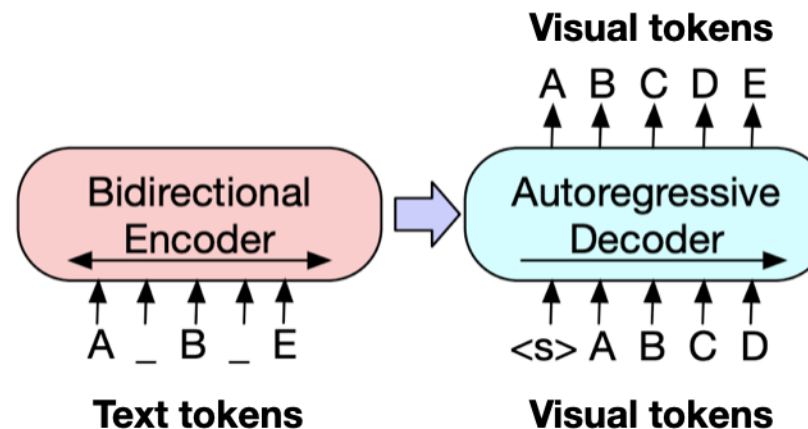 Visual tokens
A B C D E
Bidirectional
Encoder
Autoregressive
Decoder
A _ B _ E
<s> A B C D
Text tokens
Visual tokens